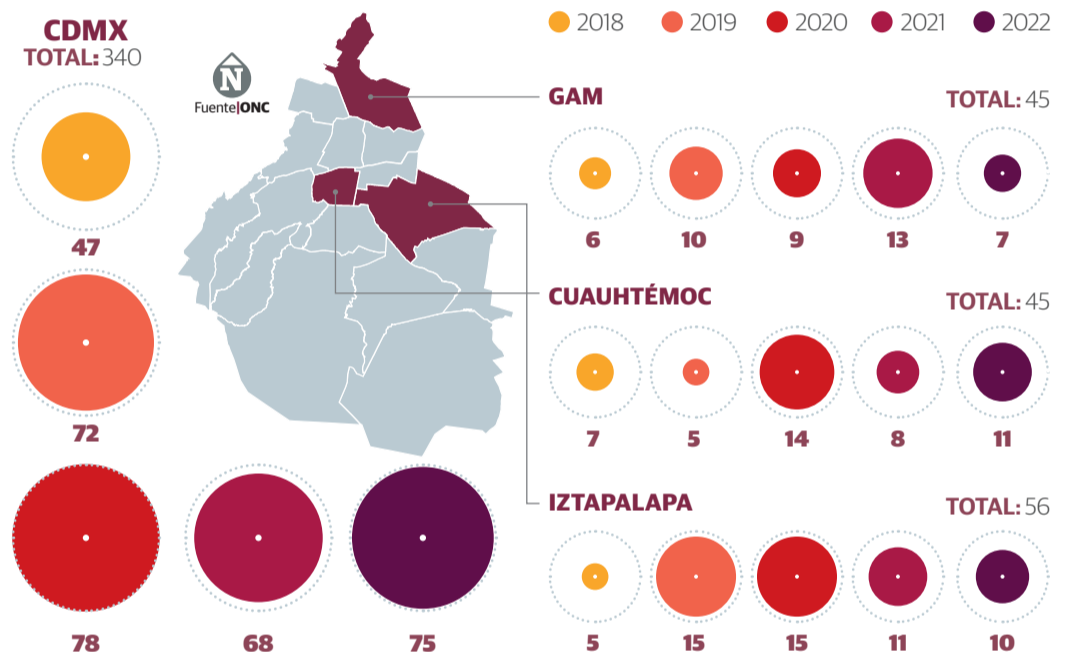 CDMX
TOTAL: 340
47
72
78
68
75
N
Fuente|ONC
2018 2019 2020 2021 2022
GAM
TOTAL: 45
6 10 9 13 7
CUAUHTÉMOC
TOTAL: 45
7 5 14 8 11
IZTAPALAPA
TOTAL: 56
5 15 15 11 10